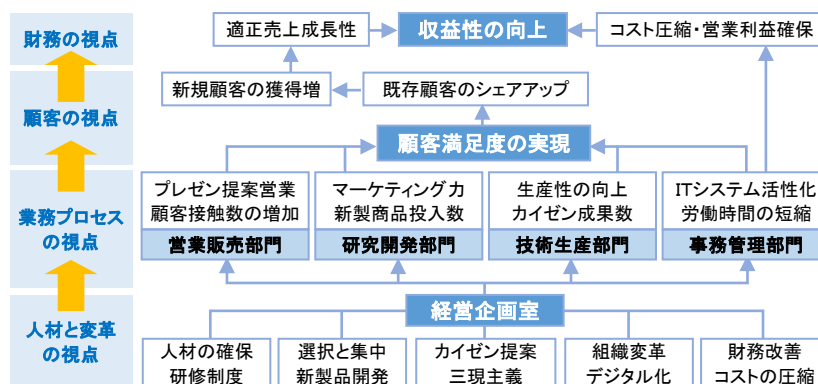 財務の視点
適正売上成長性
収益性の向上
コスト圧縮・営業利益確保
新規顧客の獲得増
既存顧客のシェアアップ
顧客の視点
顧客満足度の実現
プレゼン提案営業
顧客接触数の増加
営業販売部門
マーケティング力
新製商品投入数
研究開発部門
生産性の向上
カイゼン成果数
技術生産部門
ITシステム活性化
労働時間の短縮
事務管理部門
業務プロセス
の視点
経営企画室
人材と変革
の視点
人材の確保
研修制度
選択と集中
新製品開発
カイゼン提案
三現主義
組織変革
デジタル化
財務改善
コストの圧縮